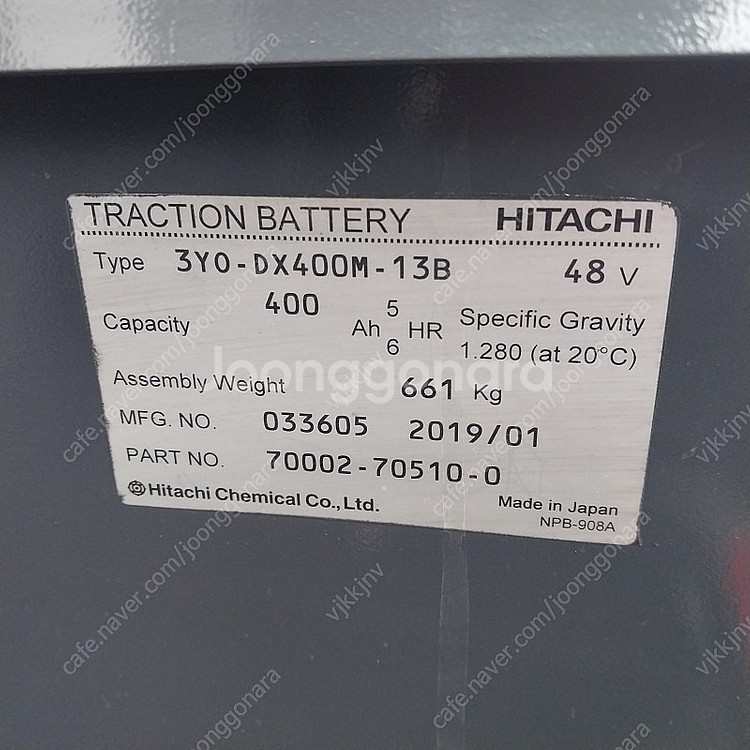 TRACTION BATTERY HITACHI
Type 3Y0-DX400M-13B 48 V
Capacity 400 Ah 5 6 HR Specific Gravity
1.280 (at 20°C)
Assembly Weight 661 Kg
MFG. NO. 033605 2019/01
PART NO. 70002-70510-0
Hitachi Chemical Co., Ltd. Made in Japan
NPB-908A
Joonggonara
cafe.naver.com/joonggonara
vjkkjnv